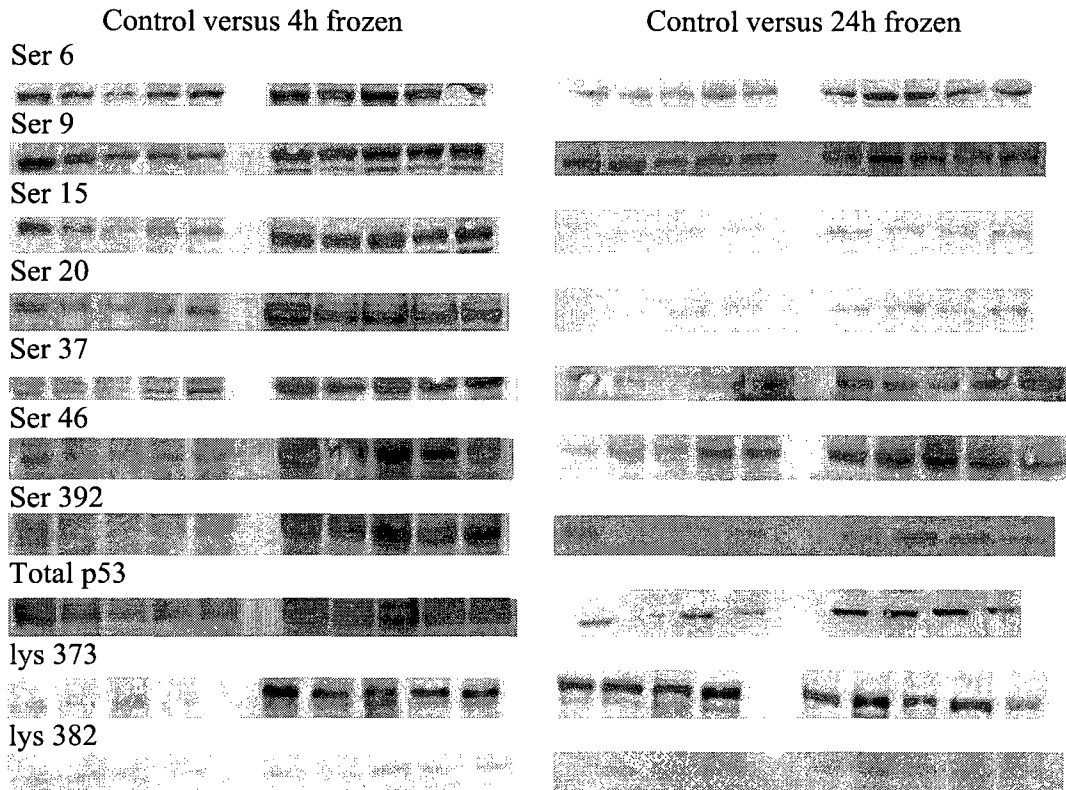 Control versus 4h frozen
Control versus 24h frozen
Ser 6
Ser 9
Ser 15
Ser 20
Ser 37
Ser 46
Ser 392
Total p53
lys 373
lys 382